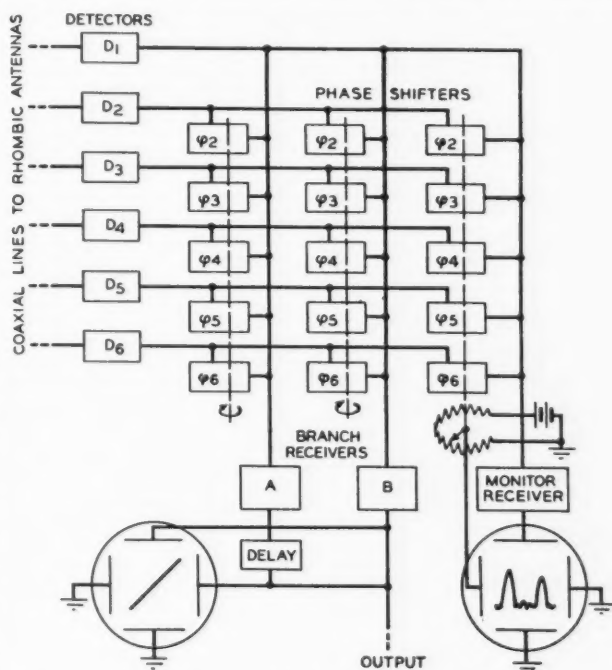 DETECTORS
COAXIAL LINES TO RHOMBIC ANTENNAS
D1
D2
PHASE SHIFTERS
φ2 φ2 φ2
D3
φ3 φ3 φ3
D4
φ4 φ4 φ4
D5
φ5 φ5 φ5
D6
φ6 φ6 φ6
BRANCH
RECEIVERS
A B
MONITOR
RECEIVER
DELAY
OUTPUT